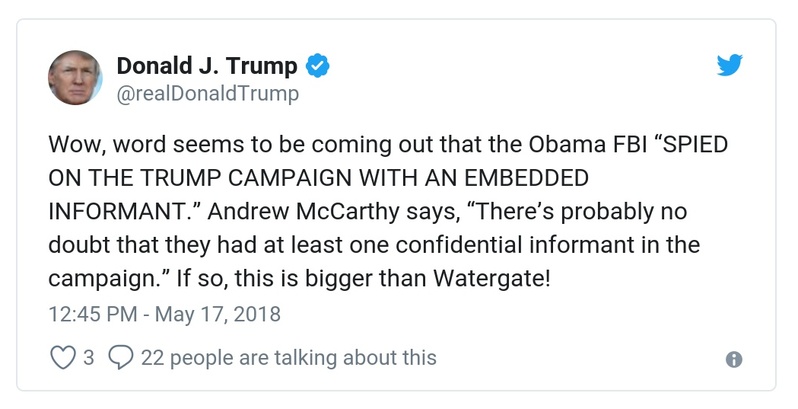 Donald J. Trump
@realDonaldTrump
Wow, word seems to be coming out that the Obama FBI “SPIED
ON THE TRUMP CAMPAIGN WITH AN EMBEDDED
INFORMANT.” Andrew McCarthy says, “There’s probably no
doubt that they had at least one confidential informant in the
campaign.” If so, this is bigger than Watergate!
12:45 PM - May 17, 2018
3 22 people are talking about this